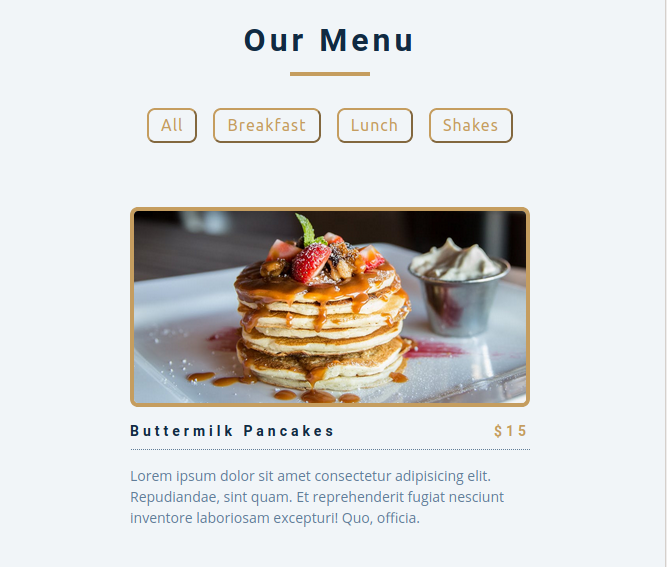 Our Menu
All Breakfast Lunch Shakes
Buttermilk Pancakes $15
Lorem ipsum dolor sit amet consectetur adipisicing elit.
Repudiandae, sint quam. Et reprehenderit fugiat nesciunt
inventore laboriosam excepturi! Quo, officia.